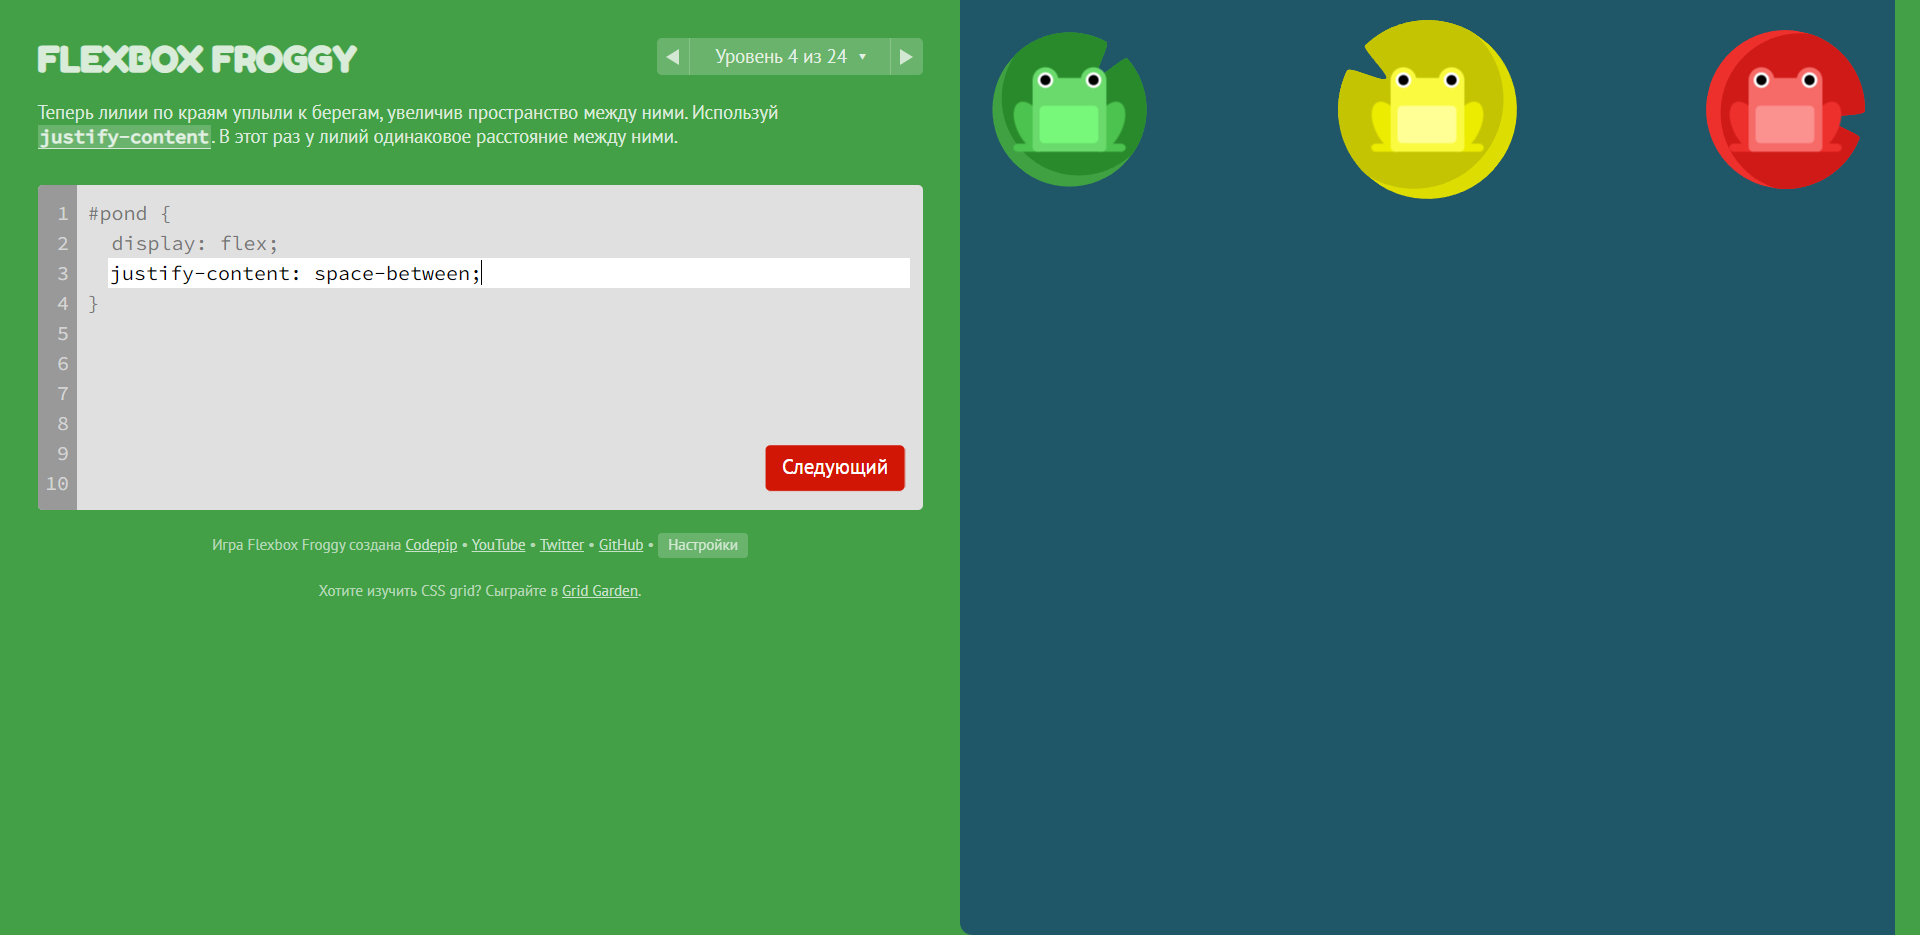 FLEXBOX FROGGY
Уровень 4 из 24
Теперь лилии по краям уплыли к берегам, увеличив пространство между ними. Используй
justify-content. В этот раз у лилий одинаковое расстояние между ними.
1 #pond {
2 display: flex;
3 justify-content: space-between;
4 }
5
6
7
8
9
10
Следующий
Игра Flexbox Froggy создана Codepip • YouTube • Twitter • GitHub • Настройки
Хотите изучить CSS grid? Сыграйте в Grid Garden.